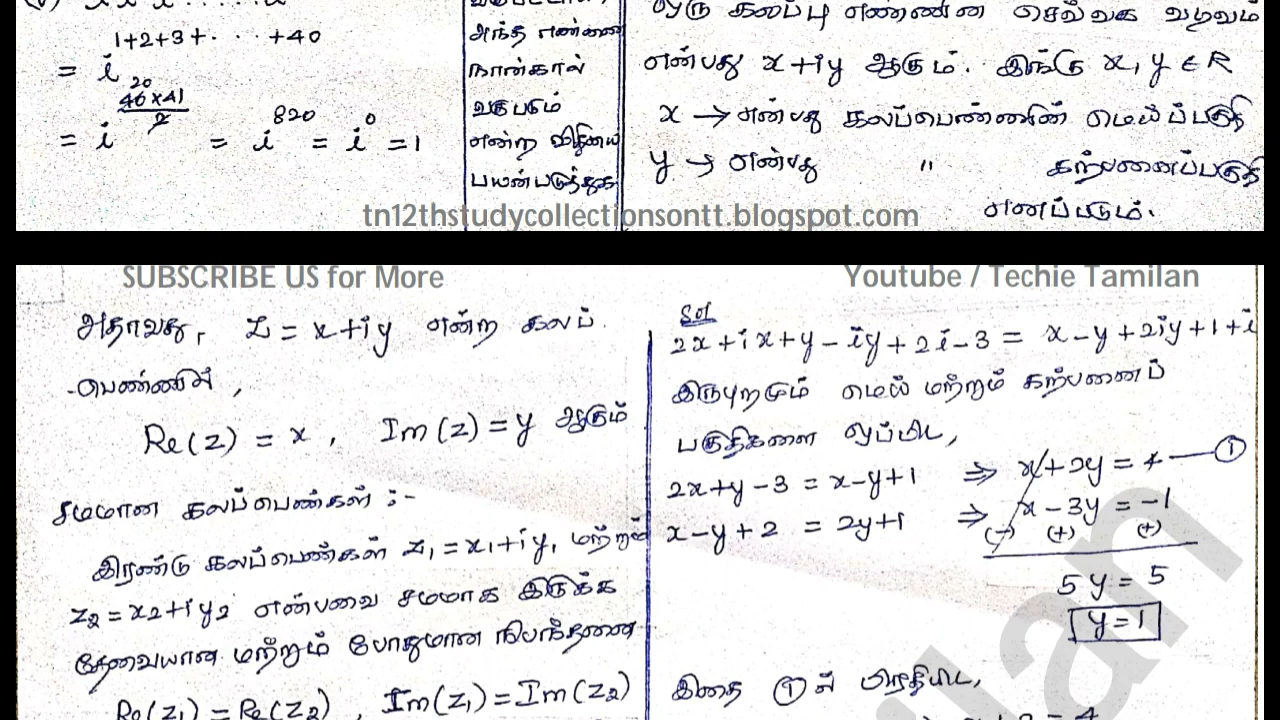 1+2+3+ . . . +40
= i
20
40 x 41
2
= i = i 820 = i 0 = 1
அந்த எண்ணை
நான்கால்
வகுபடும்
என்ற விதியை
பயன்படுத்துக
ஒரு கலப்பு எண்ணின் செவ்வக வடிவம்
என்பது x+iy ஆகும். இங்கு x, y ∈ R
x → என்பது கலப்பெண்ணின் மெய்ப்பகுதி
y → என்பது " கற்பனைப்பகுதி
எனப்படும்.
tn12thstudycollectionsontt.blogspot.com
SUBSCRIBE US for More
Youtube / Techie Tamilan
அதாவது, Z = x+iy என்ற கலப்
-பெண்ணில்,
Re(z) = x, Im(z) = y ஆகும்
சமமான கலப்பெண்கள் :-
இரண்டு கலப்பெண்கள் z₁ = x₁+iy₁ மற்றும்
z₂ = x₂+iy₂ என்பவை சமமாக இருக்க
தேவையான மற்றும் போதுமான நிபந்தனை
Re(z₁) = Re(z₂), Im(z₁) = Im(z₂)
Sol
2x+ix+y-iy+2i-3 = x-y+2iy+1+i
இருபுறமும் மெய் மற்றும் கற்பனைப்
பகுதிகளை ஒப்பிட,
2x+y-3 = x-y+1 ⇒ x+2y = 4 — ①
x-y+2 = 2y+1 ⇒ x-3y = -1
(-) (+) (+)
5y = 5
y=1
இதை ① ல் பிரதியிட,